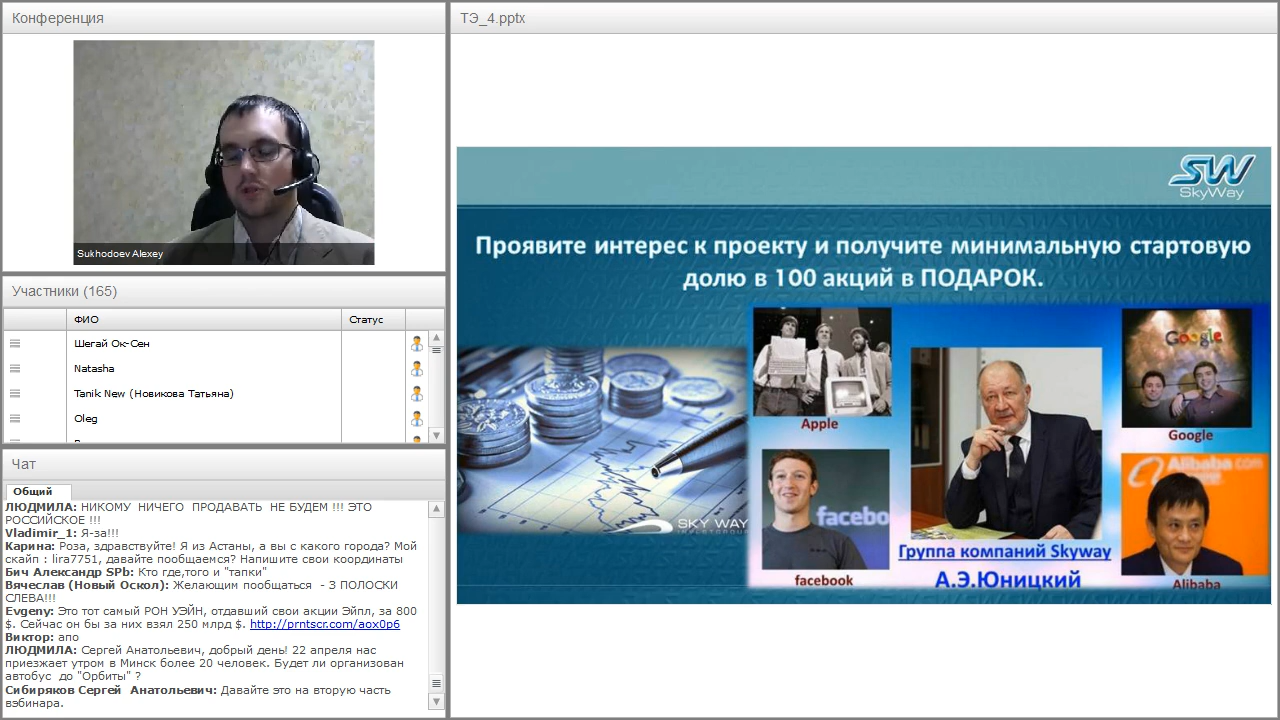 Конференция
Sukhodoev Alexey
Участники (165)
ФИО
Статус
Шегай Ок-Сен
Natasha
Tanik New (Новикова Татьяна)
Oleg
Чат
Общий
ЛЮДМИЛА: НИКОМУ НИЧЕГО ПРОДАВАТЬ НЕ БУДЕМ !!! ЭТО
РОССИЙСКОЕ !!!
Vladimir_1: Я-за!!!
Карина: Роза, здравствуйте! Я из Астаны, а вы с какого города? Мой
скайп : lira7751, давайте пообщаемся? Напишите свои координаты
Бич Александр SPb: Кто где,того и "тапки"
Вячеслав (Новый Оскол): Желающим пообщаться - 3 ПОЛОСКИ
СЛЕВА!!!
Evgeny: Это тот самый РОН УЭЙН, отдавший свои акции Эйпл, за 800
$. Сейчас он бы за них взял 250 млрд $. http://prntscr.com/aox0p6
Виктор: апо
ЛЮДМИЛА: Сергей Анатольевич, добрый день! 22 апреля нас
приезжает утром в Минск более 20 человек. Будет ли организован
автобус до "Орбиты" ?
Сибиряков Сергей Анатольевич: Давайте это на вторую часть
вэбинара.
ТЭ_4.pptx
SW
SkyWay
Проявите интерес к проекту и получите минимальную стартовую
долю в 100 акций в ПОДАРОК.
SKY WAY
Apple
facebo
facebook
Группа компаний Skyway
А.Э.Юницкий
Google
Google
Alibaba.com
Alibaba